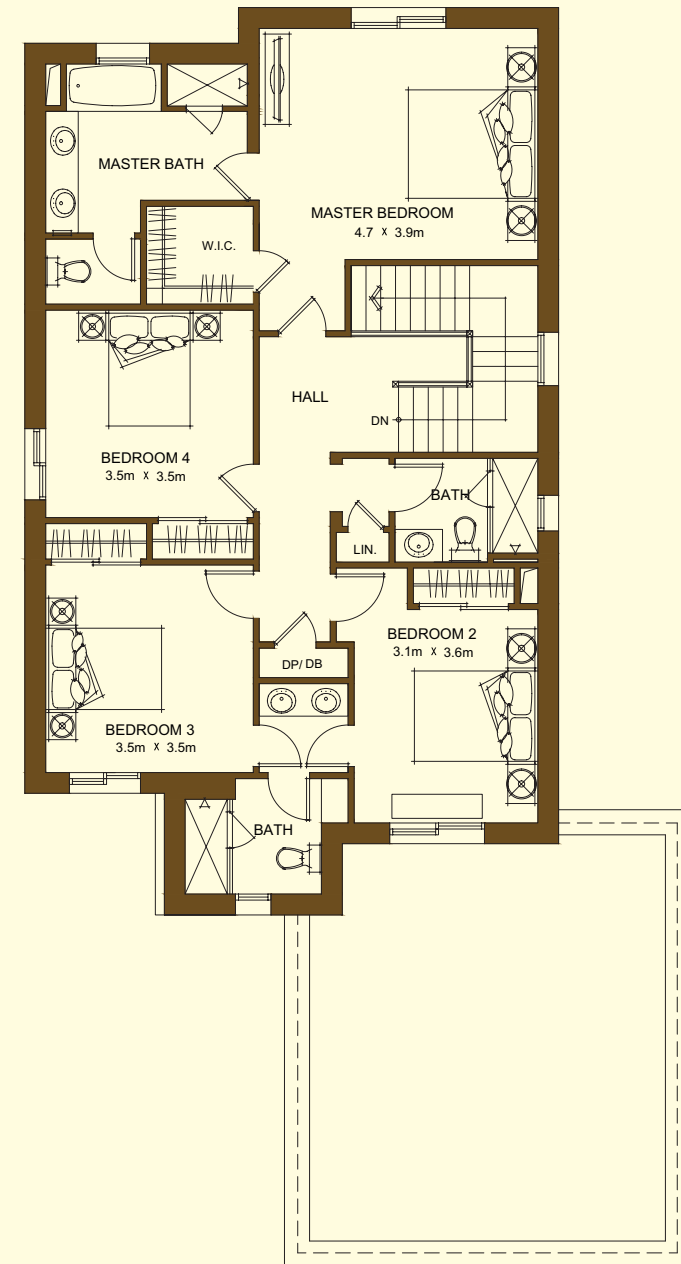 MASTER BATH
MASTER BEDROOM
4.7 x 3.9m
W.I.C.
HALL
DN
BEDROOM 4
3.5m x 3.5m
BATH
LIN.
BEDROOM 2
3.1m x 3.6m
DP/ DB
BEDROOM 3
3.5m x 3.5m
BATH